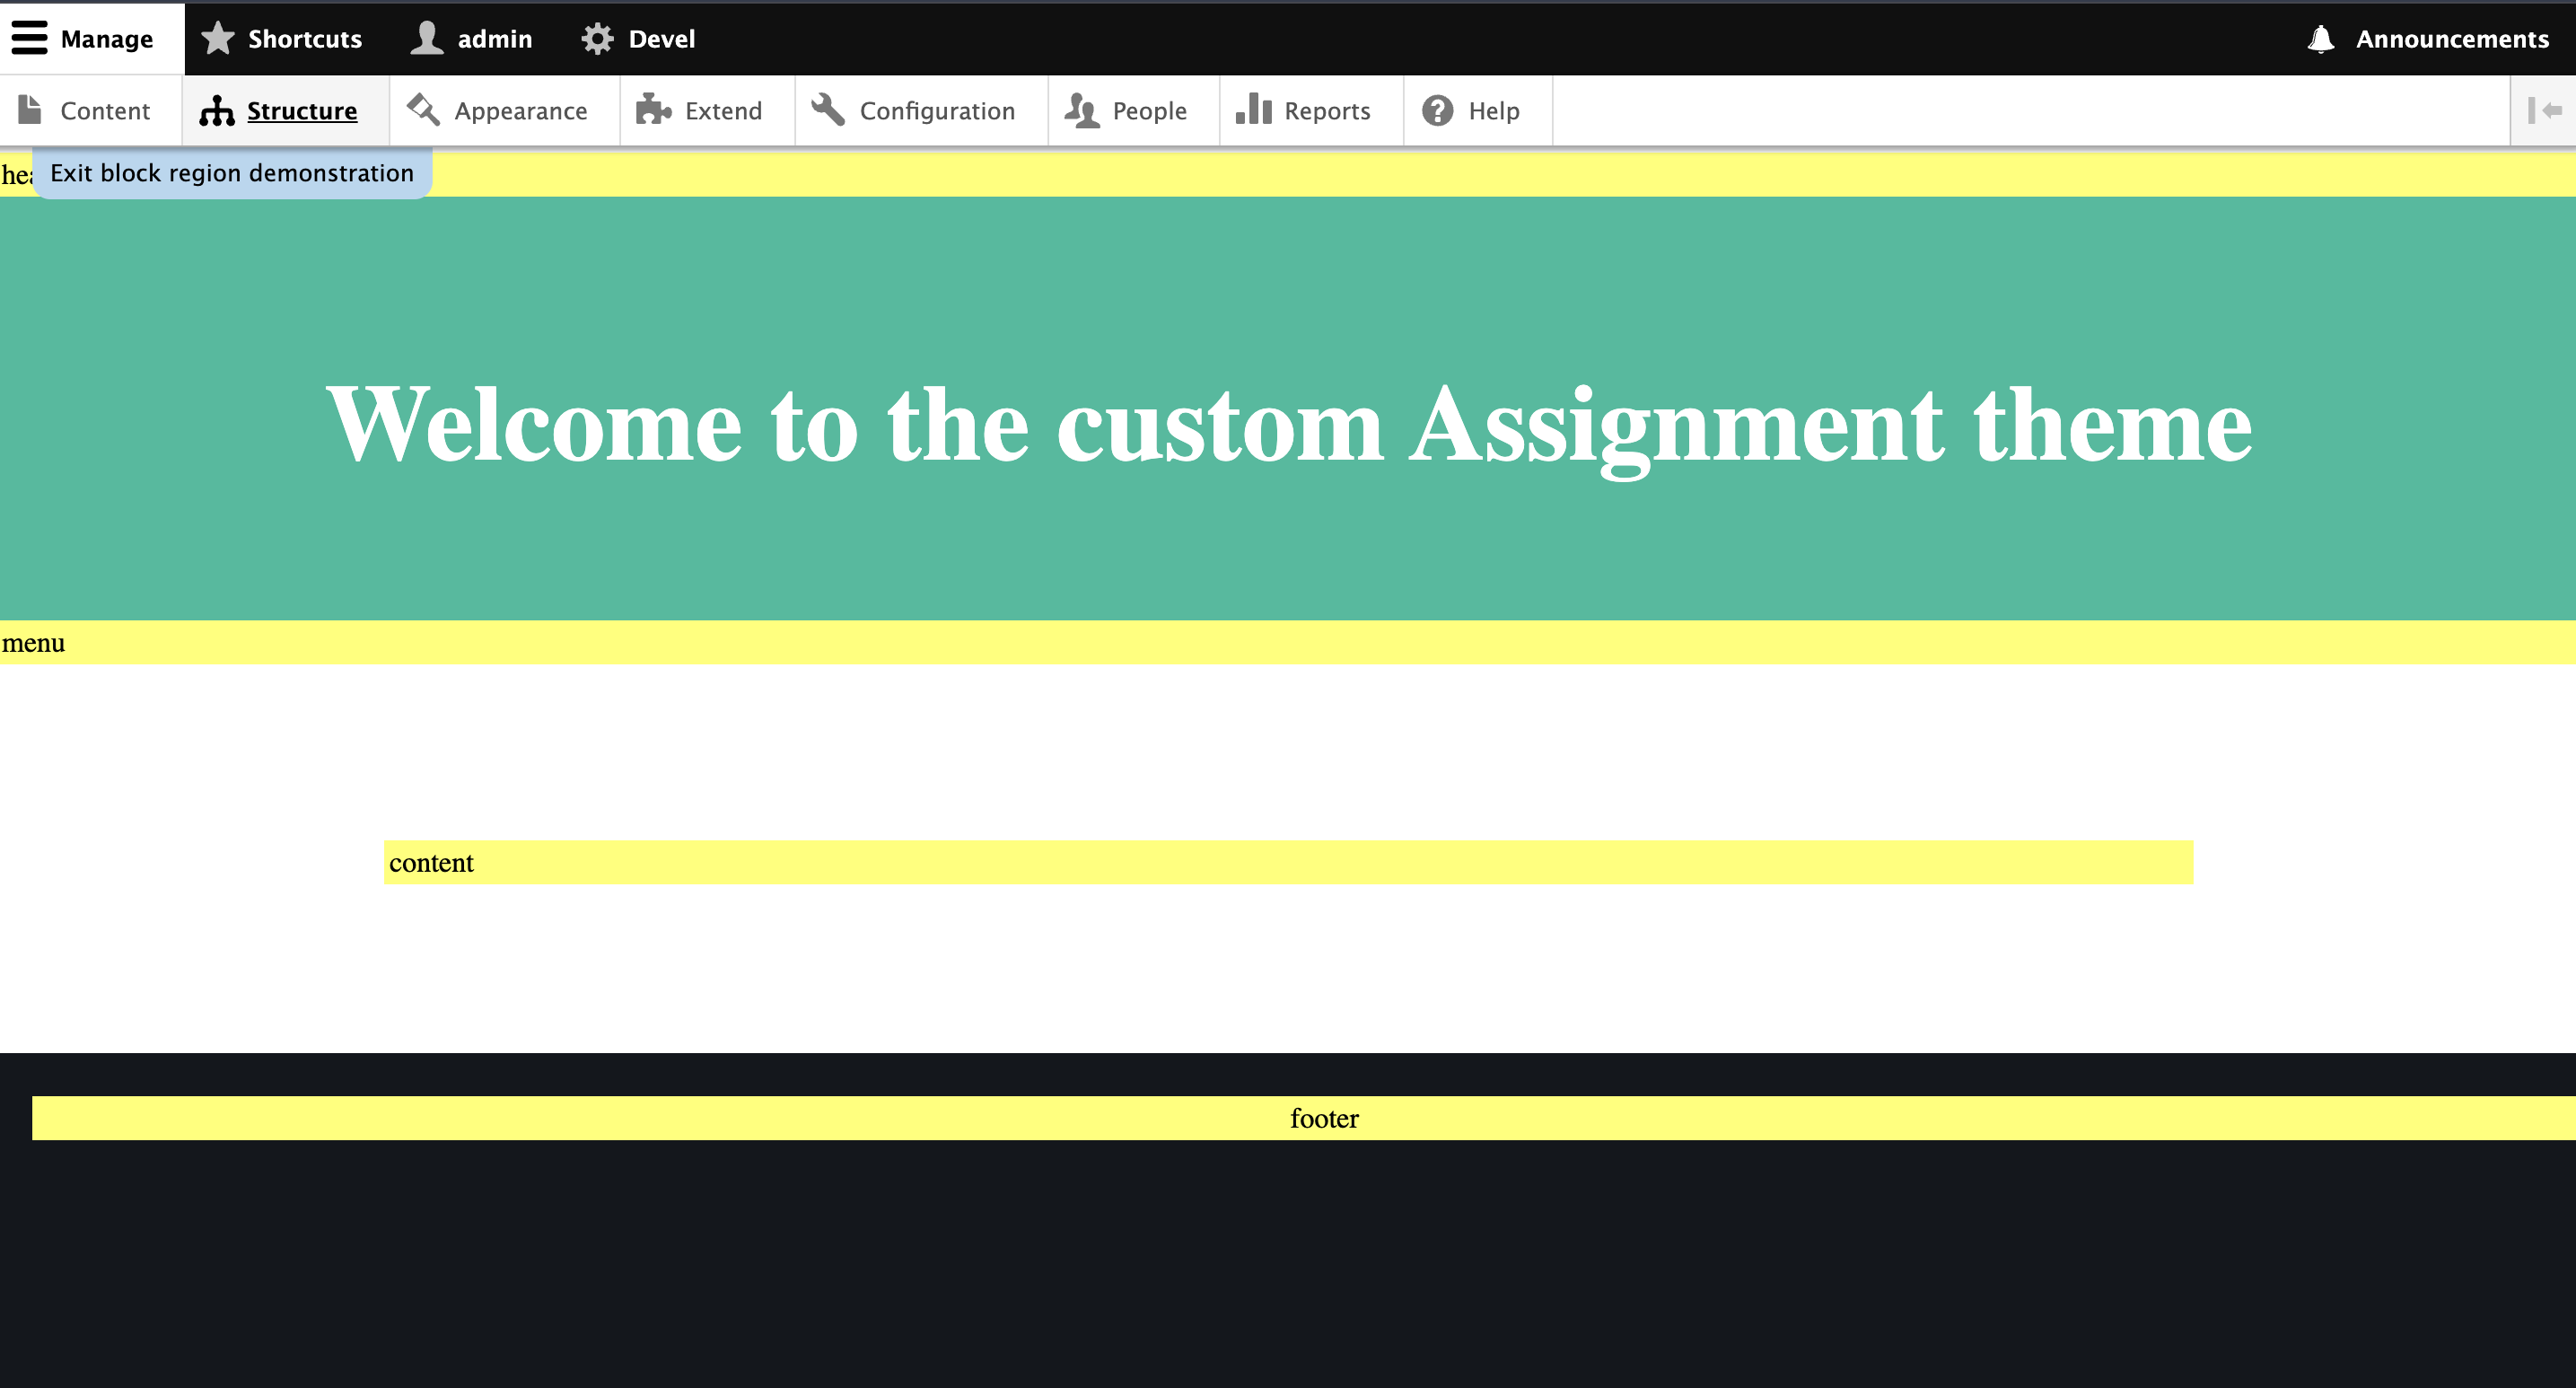 Manage Shortcuts admin Devel Announcements
Content Structure Appearance Extend Configuration People Reports Help
Exit block region demonstration
Welcome to the custom Assignment theme
menu
content
footer